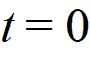 t = 0